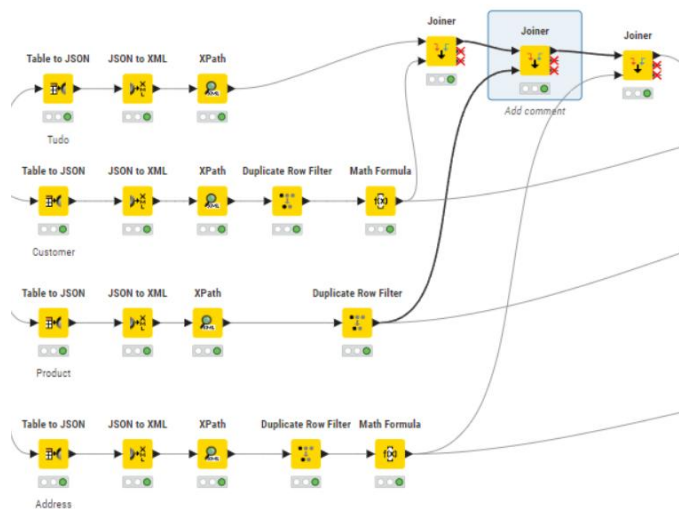 Joiner
Joiner
Joiner
Table to JSON JSON to XML XPath
Add comment
Tudo
Table to JSON JSON to XML XPath Duplicate Row Filter Math Formula
f(x)
Customer
Table to JSON JSON to XML XPath Duplicate Row Filter
Product
Table to JSON JSON to XML XPath Duplicate Row Filter Math Formula
f(x)
Address